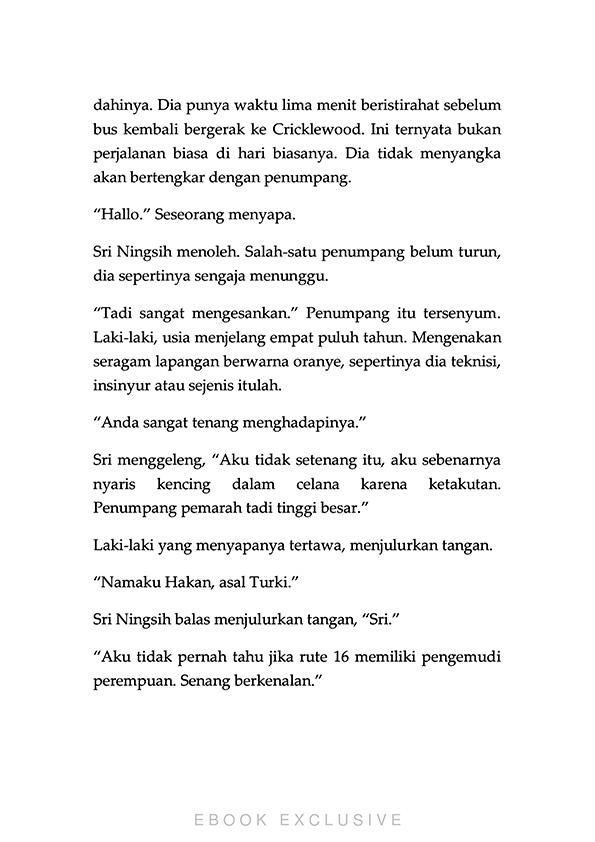 dahinya. Dia punya waktu lima menit beristirahat sebelum
bus kembali bergerak ke Cricklewood. Ini ternyata bukan
perjalanan biasa di hari biasanya. Dia tidak menyangka
akan bertengkar dengan penumpang.
“Hallo.” Seseorang menyapa.
Sri Ningsih menoleh. Salah-satu penumpang belum turun,
dia sepertinya sengaja menunggu.
“Tadi sangat mengesankan.” Penumpang itu tersenyum.
Laki-laki, usia menjelang empat puluh tahun. Mengenakan
seragam lapangan berwarna oranye, sepertinya dia teknisi,
insinyur atau sejenis itulah.
“Anda sangat tenang menghadapinya.”
Sri menggeleng, “Aku tidak setenang itu, aku sebenarnya
nyaris kencing dalam celana karena ketakutan.
Penumpang pemarah tadi tinggi besar.”
Laki-laki yang menyapanya tertawa, menjulurkan tangan.
“Namaku Hakan, asal Turki.”
Sri Ningsih balas menjulurkan tangan, “Sri.”
“Aku tidak pernah tahu jika rute 16 memiliki pengemudi
perempuan. Senang berkenalan.”
EBOOK EXCLUSIVE